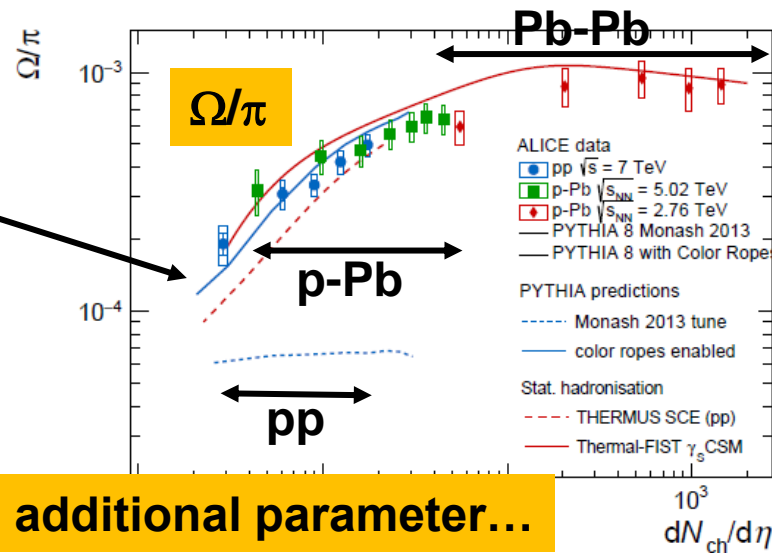 Pb-Pb
Ω/π
10⁻³
Ω/π
ALICE data
pp √s = 7 TeV
p-Pb √sNN = 5.02 TeV
p-Pb √sNN = 2.76 TeV
PYTHIA 8 Monash 2013
PYTHIA 8 with Color Ropes
p-Pb
10⁻⁴
PYTHIA predictions
Monash 2013 tune
color ropes enabled
pp
Stat. hadronisation
THERMUS SCE (pp)
Thermal-FIST γsCSM
additional parameter...
10³
dNch/dη